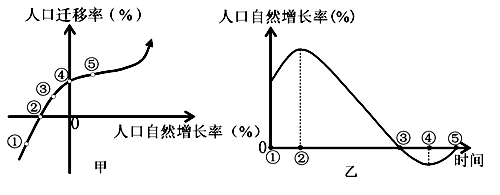 人口迁移率（%）
④ ⑤
③
②
0
人口自然增长率（%）
①
甲
人口自然增长率（%）
0
① ② ③ ④ ⑤
时间
乙